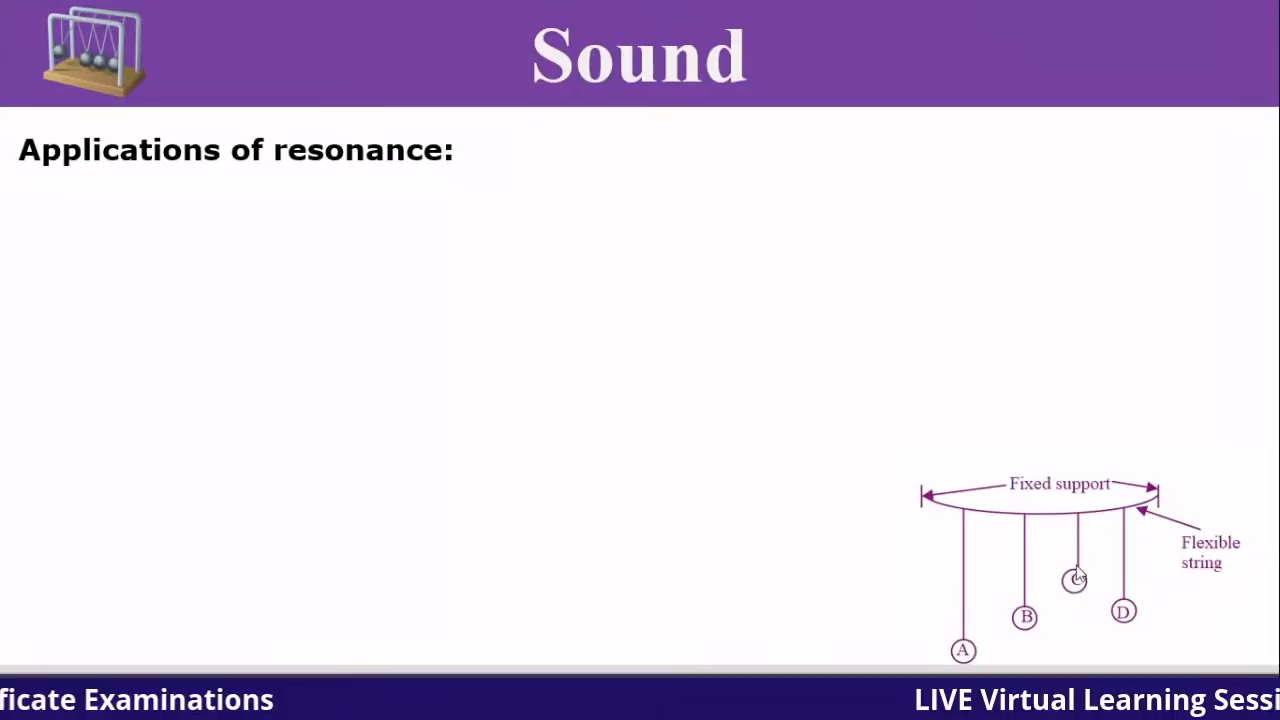 Sound
Applications of resonance:
Fixed support
Flexible
string
C
B
D
A
ficate Examinations
LIVE Virtual Learning Sessi